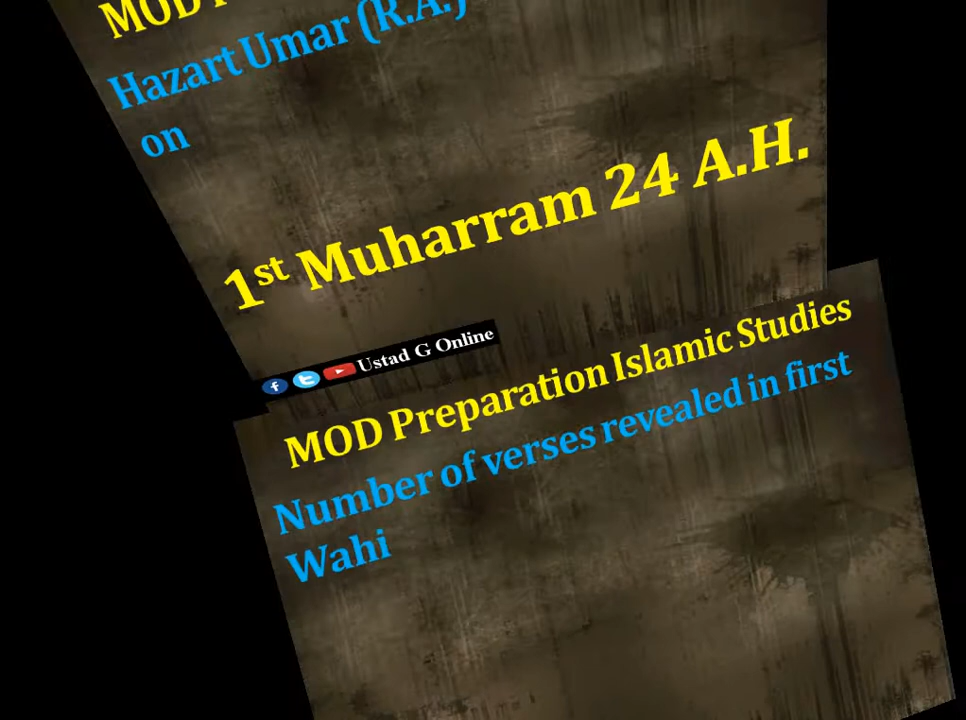 MOD
Hazart Umar (R.A.)
on
1st Muharram 24 A.H.
Ustad G Online
MOD Preparation Islamic Studies
Number of verses revealed in first
Wahi